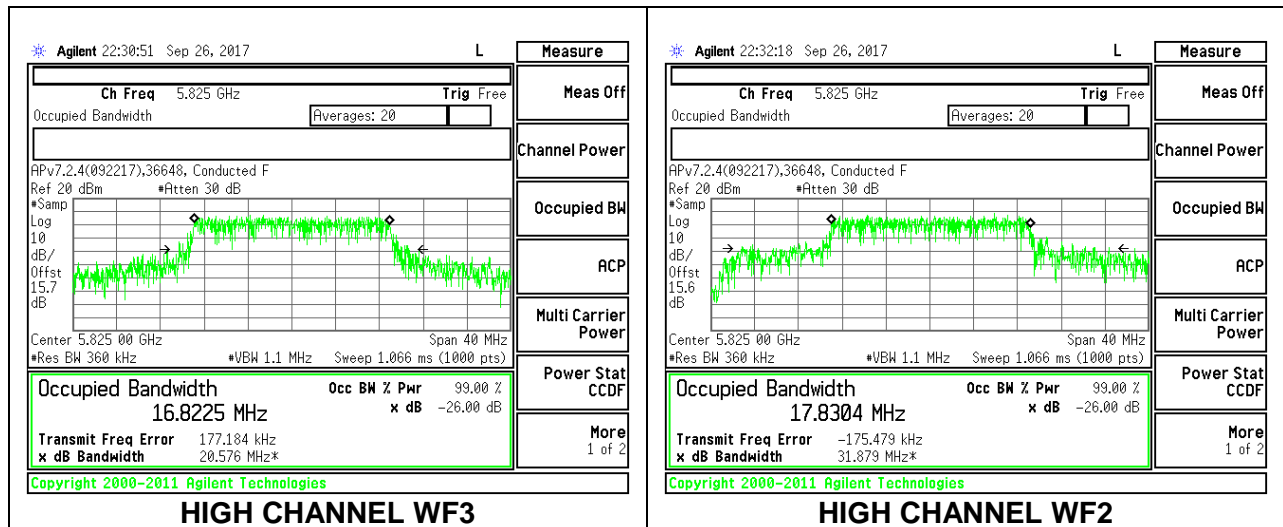 Agilent 22:30:51 Sep 26, 2017 L
Measure
Ch Freq 5.825 GHz Trig Free
Meas Off
Occupied Bandwidth Averages: 20
Channel Power
APv7.2.4(092217),36648, Conducted F
Ref 20 dBm #Atten 30 dB
#Samp
Occupied BW
Log
10
dB/
ACP
Offst
15.7
dB
Multi Carrier
Power
Center 5.825 00 GHz Span 40 MHz
#Res BW 360 kHz #VBW 1.1 MHz Sweep 1.066 ms (1000 pts)
Power Stat
CCDF
Occupied Bandwidth Occ BW % Pwr 99.00 %
16.8225 MHz x dB -26.00 dB
Transmit Freq Error 177.184 kHz
x dB Bandwidth 20.576 MHz*
More
1 of 2
Copyright 2000-2011 Agilent Technologies
HIGH CHANNEL WF3
Agilent 22:32:18 Sep 26, 2017 L
Measure
Ch Freq 5.825 GHz Trig Free
Meas Off
Occupied Bandwidth Averages: 20
Channel Power
APv7.2.4(092217),36648, Conducted F
Ref 20 dBm #Atten 30 dB
#Samp
Occupied BW
Log
10
dB/
ACP
Offst
15.6
dB
Multi Carrier
Power
Center 5.825 00 GHz Span 40 MHz
#Res BW 360 kHz #VBW 1.1 MHz Sweep 1.066 ms (1000 pts)
Power Stat
CCDF
Occupied Bandwidth Occ BW % Pwr 99.00 %
17.8304 MHz x dB -26.00 dB
Transmit Freq Error -175.479 kHz
x dB Bandwidth 31.879 MHz*
More
1 of 2
Copyright 2000-2011 Agilent Technologies
HIGH CHANNEL WF2